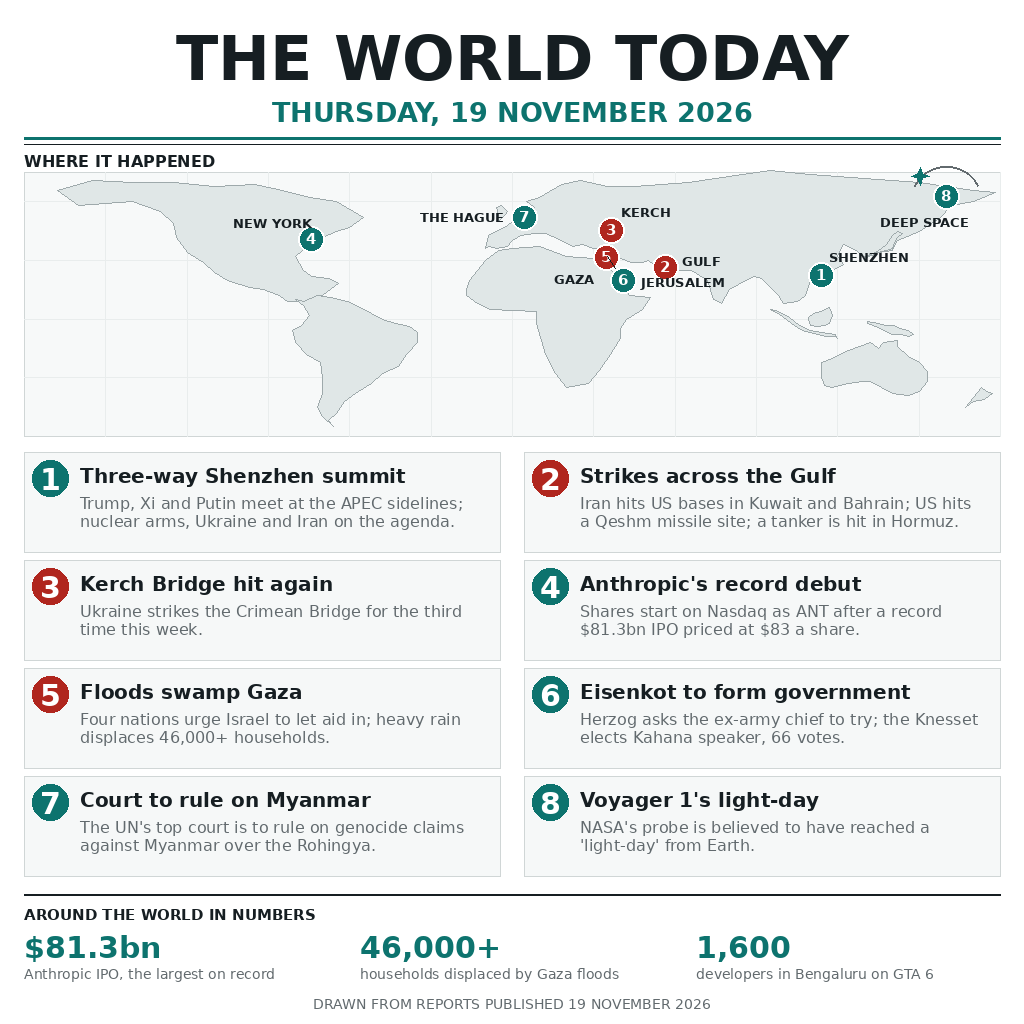 THE WORLD TODAY
THURSDAY, 19 NOVEMBER 2026
WHERE IT HAPPENED
8
DEEP SPACE
THE HAGUE 7
KERCH
3
NEW YORK
4
5
GAZA
2 GULF
6 JERUSALEM
SHENZHEN
1
1 Three-way Shenzhen summit
Trump, Xi and Putin meet at the APEC sidelines;
nuclear arms, Ukraine and Iran on the agenda.
2 Strikes across the Gulf
Iran hits US bases in Kuwait and Bahrain; US hits
a Qeshm missile site; a tanker is hit in Hormuz.
3 Kerch Bridge hit again
Ukraine strikes the Crimean Bridge for the third
time this week.
4 Anthropic's record debut
Shares start on Nasdaq as ANT after a record
$81.3bn IPO priced at $83 a share.
5 Floods swamp Gaza
Four nations urge Israel to let aid in; heavy rain
displaces 46,000+ households.
6 Eisenkot to form government
Herzog asks the ex-army chief to try; the Knesset
elects Kahana speaker, 66 votes.
7 Court to rule on Myanmar
The UN's top court is to rule on genocide claims
against Myanmar over the Rohingya.
8 Voyager 1's light-day
NASA's probe is believed to have reached a
'light-day' from Earth.
AROUND THE WORLD IN NUMBERS
$81.3bn
Anthropic IPO, the largest on record
46,000+
households displaced by Gaza floods
1,600
developers in Bengaluru on GTA 6
DRAWN FROM REPORTS PUBLISHED 19 NOVEMBER 2026